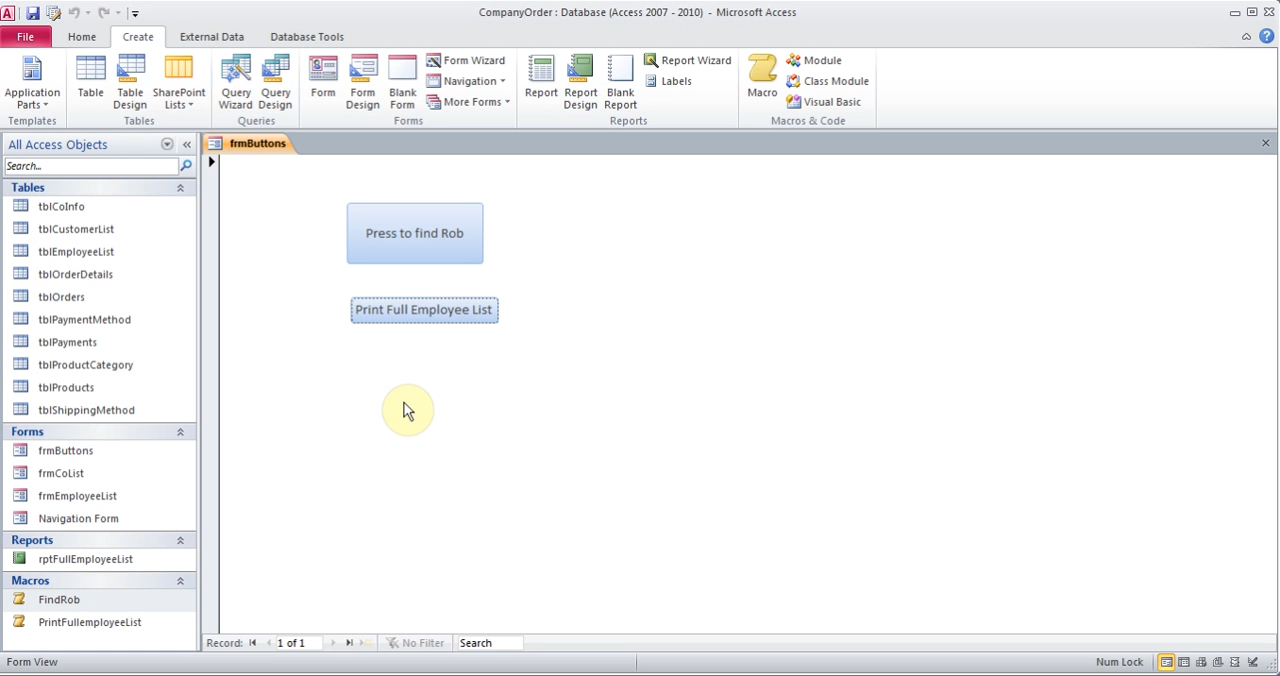 CompanyOrder : Database (Access 2007 - 2010) - Microsoft Access
File Home Create External Data Database Tools
Application Parts
Table
Table Design
SharePoint Lists
Query Wizard
Query Design
Form
Form Design
Blank Form
Form Wizard
Navigation
More Forms
Report
Report Design
Blank Report
Report Wizard
Labels
Macro
Module
Class Module
Visual Basic
Templates Tables Queries Forms Reports Macros & Code
All Access Objects
Search...
Tables
tblCoInfo
tblCustomerList
tblEmployeeList
tblOrderDetails
tblOrders
tblPaymentMethod
tblPayments
tblProductCategory
tblProducts
tblShippingMethod
Forms
frmButtons
frmCoList
frmEmployeeList
Navigation Form
Reports
rptFullEmployeeList
Macros
FindRob
PrintFullemployeeList
frmButtons
Press to find Rob
Print Full Employee List
Record: 1 of 1 No Filter Search
Form View Num Lock